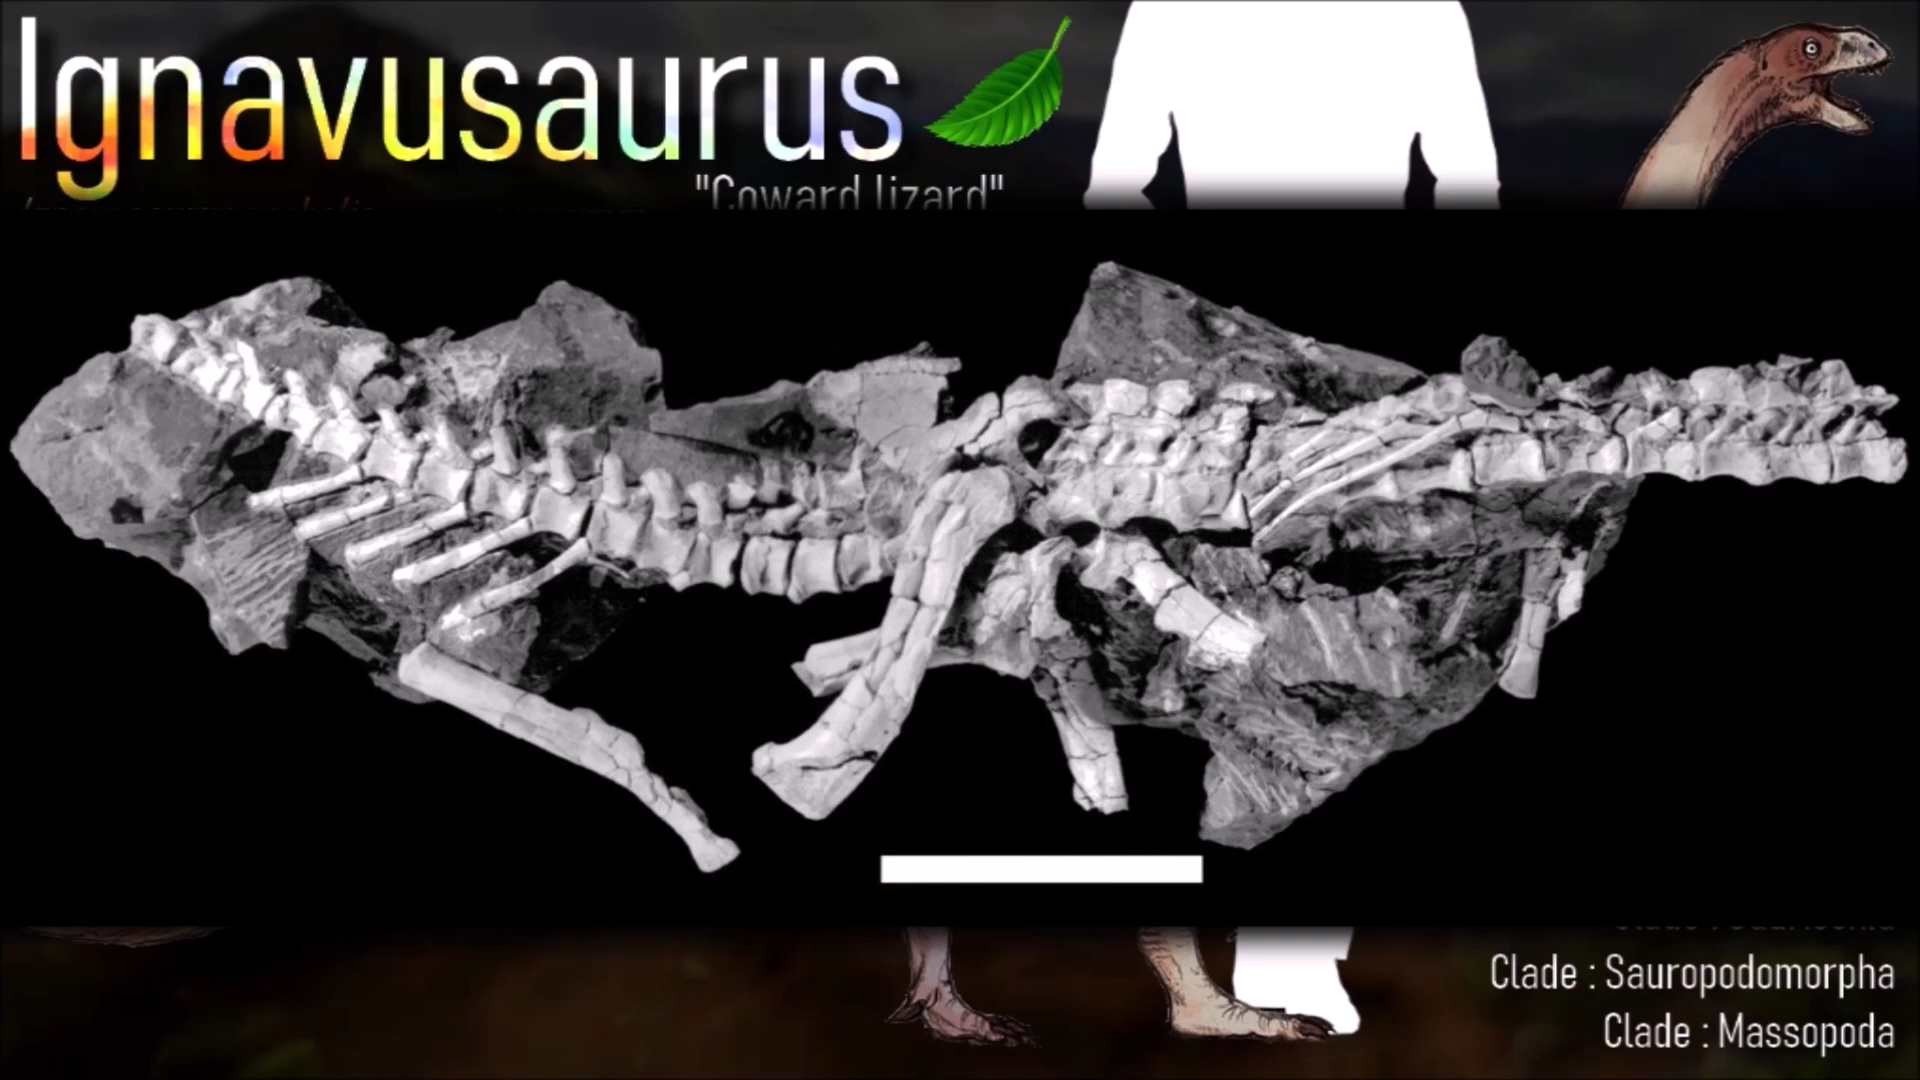 Ignavusaurus
"Coward lizard"
Clade : Sauropodomorpha
Clade : Massopoda